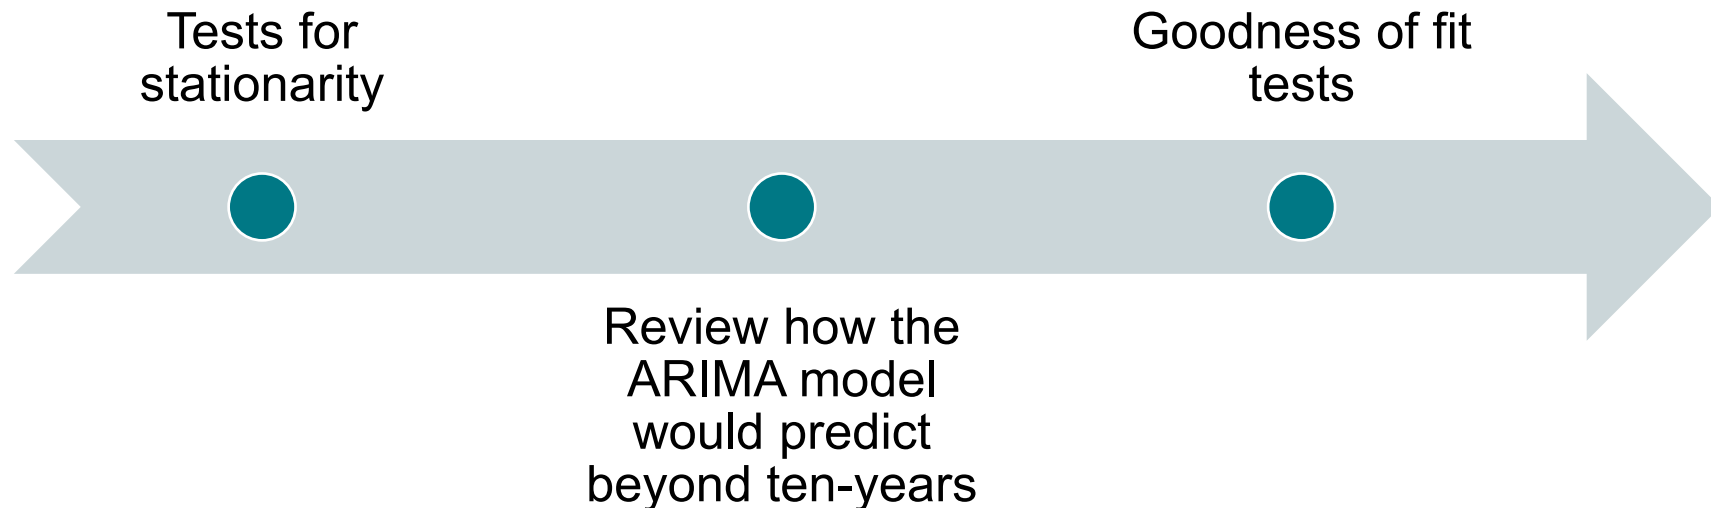 Tests for
stationarity
Review how the
ARIMA model
would predict
beyond ten-years
Goodness of fit
tests